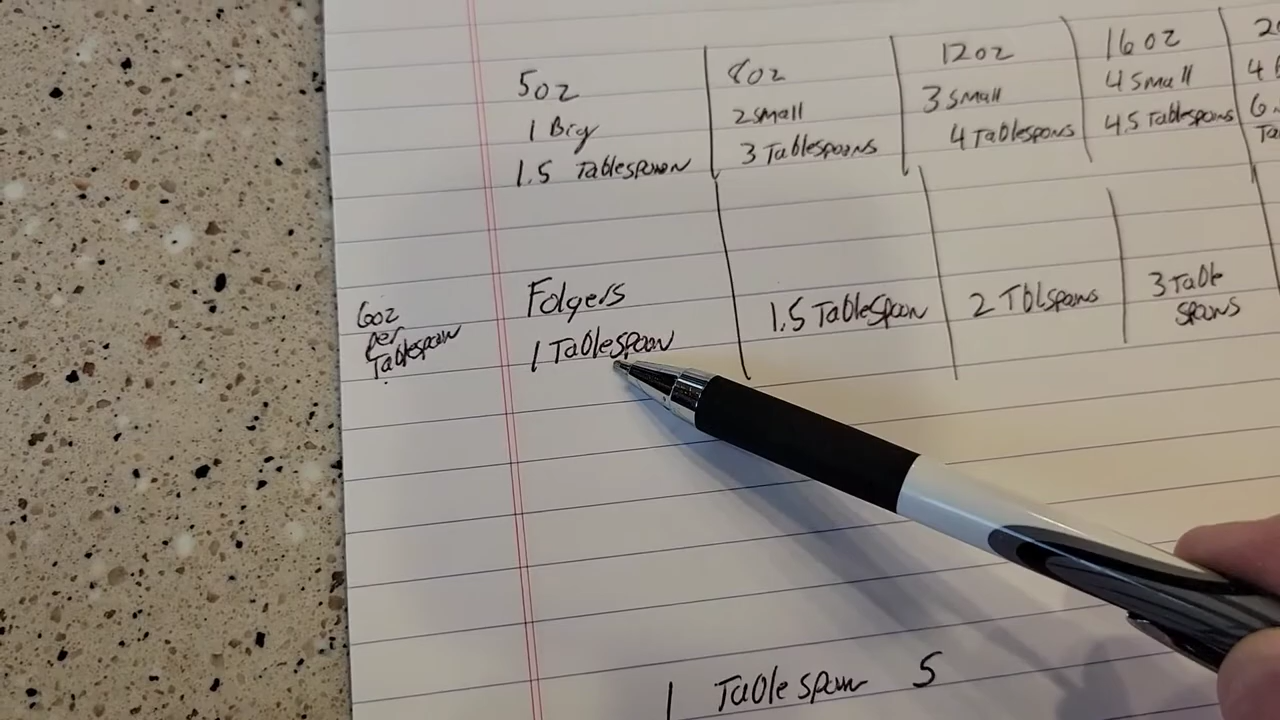 5oz
1 Big
1.5 Tablespoon
8oz
2 small
3 Tablespoons
12oz
3 small
4 Tablespoons
16oz
4 small
4.5 Tablespoons
4
6
6oz
per
Tablespoon
Folgers
1 Tablespoon
1.5 TableSpoon
2 Tblspoons
3 Table
spoons
1 Tablespoon 5